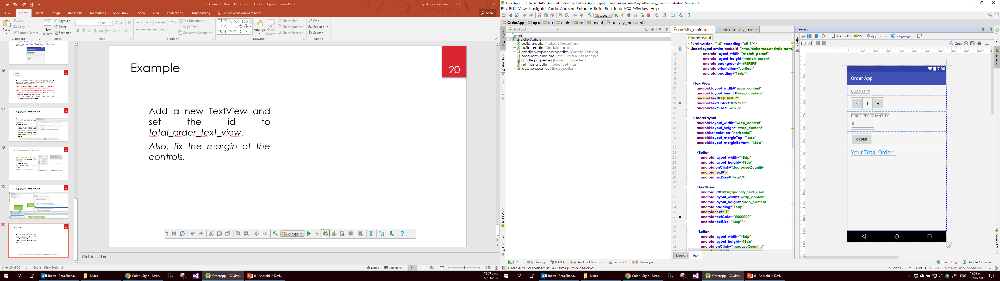 6 - Android UI Design Introduction - User Input.pptx - PowerPoint
Seyed Reza Shahamiri
File Home Insert Design Transitions Animations Slide Show Review View EndNote X7 Storyboarding Tell me what you want to do
Share
Paste
Cut
Copy
Format Painter
Clipboard
New Slide
Layout
Reset
Section
Slides
10
Font
Text Direction
Align Text
Convert to SmartArt
Paragraph
Arrange
Quick Styles
Shape Fill
Shape Outline
Shape Effects
Drawing
Find
Replace
Select
Editing
16
EditText
Example
17
Debugging in Android Studio
18
Debugging in Android Studio
19
Debugging in Android Studio
20
Example
Example
20
Add a new TextView and
set the id to
total_order_text_view.
Also, fix the margin of the
controls.
app
Click to add notes
Slide 20 of 20 English (New Zealand)
Notes Comments 108%
Inbox - Reza.Shaha...
Slides
Color - Style - Mate...
OrderApp - [C:\Use...
6 - Android UI Desi...
12:59 p.m.
27/03/2017
OrderApp - [C:\Users\st14156\AndroidStudioProjects\OrderApp] - [app] - ...\app\src\main\res\layout\activity_main.xml - Android Studio 2.3
File Edit View Navigate Code Analyze Refactor Build Run Tools VCS Window Help
app
OrderApp app src main res layout activity_main.xml
1: Project
7: Structure
Captures
Build Variants
2: Favorites
Android
app
Gradle Scripts
build.gradle (Project: OrderApp)
build.gradle (Module: app)
gradle-wrapper.properties (Gradle Version)
proguard-rules.pro (ProGuard Rules for app)
gradle.properties (Project Properties)
settings.gradle (Project Settings)
local.properties (SDK Location)
activity_main.xml MainActivity.java
LinearLayout
1 <?xml version="1.0" encoding="utf-8"?>
2 <LinearLayout xmlns:android="http://schemas.android.com/
3 android:layout_width="match_parent"
4 android:layout_height="match_parent"
5 android:background="#F5F5F5"
6 android:orientation="vertical"
7 android:padding="16dp">
8
9 <TextView
10 android:layout_width="wrap_content"
11 android:layout_height="wrap_content"
12 android:text="QUANTITY"
13 android:textColor="#757575"
14 android:textSize="16sp"/>
15
16 <LinearLayout
17 android:layout_width="wrap_content"
18 android:layout_height="wrap_content"
19 android:orientation="horizontal"
20 android:layout_marginTop="16dp"
21 android:layout_marginBottom="16dp">
22
23 <Button
24 android:layout_width="48dp"
25 android:layout_height="48dp"
26 android:onClick="decreaseQuantity"
27 android:text="-"
28 android:textSize="16sp"/>
29
30 <TextView
31 android:id="@+id/quantity_text_view"
32 android:layout_width="wrap_content"
33 android:layout_height="wrap_content"
34 android:padding="16dp"
35 android:text="1"
36 android:textColor="#000000"
37 android:textSize="16sp"/>
38
39 <Button
40 android:layout_width="48dp"
41 android:layout_height="48dp"
42 android:onClick="increaseQuantity"
Design Text
Preview
Palette
Nexus 6P 25 AppTheme Language
26%
0 100 200 300 400 500 600 700 800 900 1000 11
7:00
Order App
QUANTITY
- 1 +
PRICE PER QUANTITY
0
ORDER
Your Total Order:
Gradle
Preview
Android Model
4: Run 5: Debug TODO 6: Android Monitor Terminal 0: Messages
Event Log Gradle Console
Gradle build finished in 3s 628ms (2 minutes ago)
21 chars 2:1 CRLF UTF-8 Context: <no context>
Inbox - Reza.Shaha...
Slides
Color - Style - Mate...
OrderApp - [C:\Use...
6 - Android UI Desi...
ENG
12:59 p.m.
27/03/2017